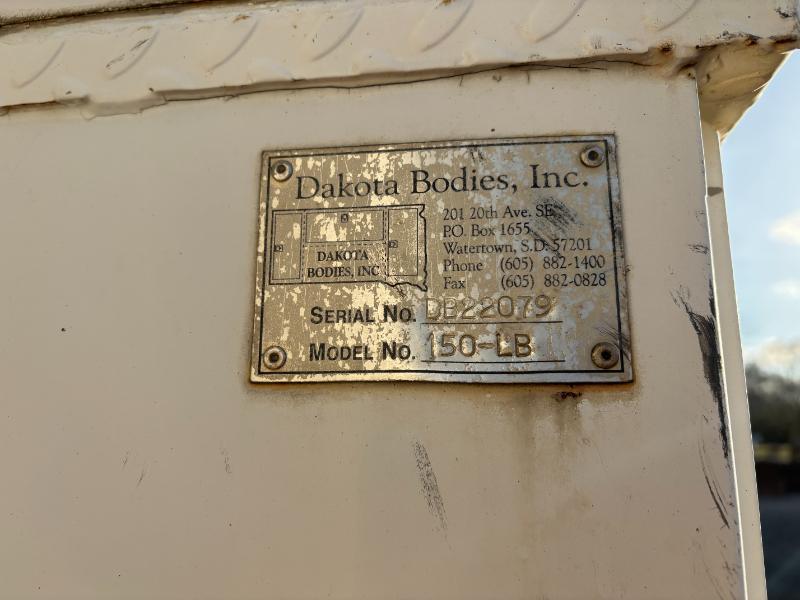 Dakota Bodies, Inc.
201 20th Ave. SE
P.O. Box 1655
Watertown, S.D. 57201
Phone (605) 882-1400
Fax (605) 882-0828
DAKOTA
BODIES, INC
SERIAL NO. DB22079
MODEL NO. 150-LB